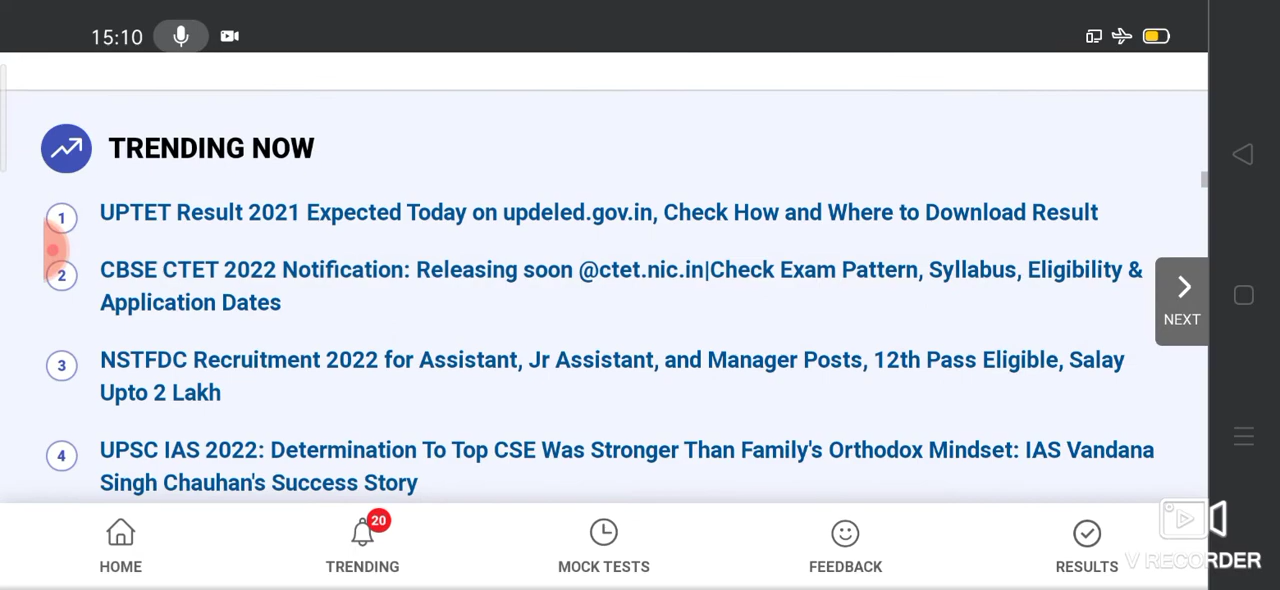 15:10
TRENDING NOW
1 UPTET Result 2021 Expected Today on updeled.gov.in, Check How and Where to Download Result
2 CBSE CTET 2022 Notification: Releasing soon @ctet.nic.in|Check Exam Pattern, Syllabus, Eligibility &
Application Dates
NEXT
3 NSTFDC Recruitment 2022 for Assistant, Jr Assistant, and Manager Posts, 12th Pass Eligible, Salay
Upto 2 Lakh
4 UPSC IAS 2022: Determination To Top CSE Was Stronger Than Family's Orthodox Mindset: IAS Vandana
Singh Chauhan's Success Story
20
HOME TRENDING MOCK TESTS FEEDBACK RESULTS
V RECORDER